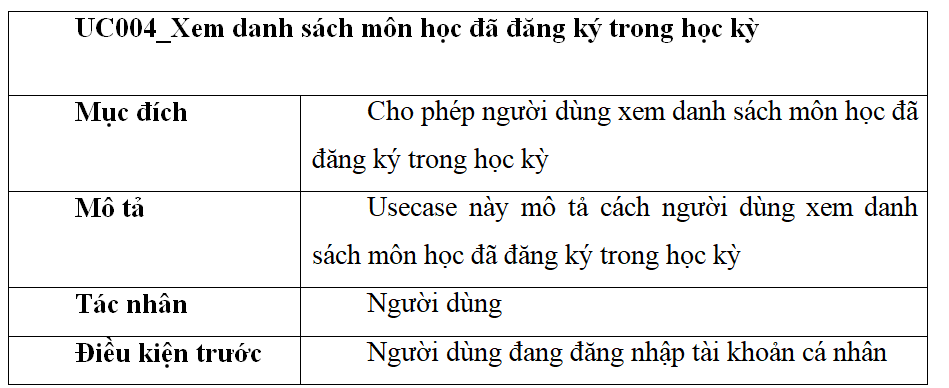 UC004_Xem danh sách môn học đã đăng ký trong học kỳ
Mục đích
Cho phép người dùng xem danh sách môn học đã
đăng ký trong học kỳ
Mô tả
Usecase này mô tả cách người dùng xem danh
sách môn học đã đăng ký trong học kỳ
Tác nhân
Người dùng
Điều kiện trước
Người dùng đang đăng nhập tài khoản cá nhân